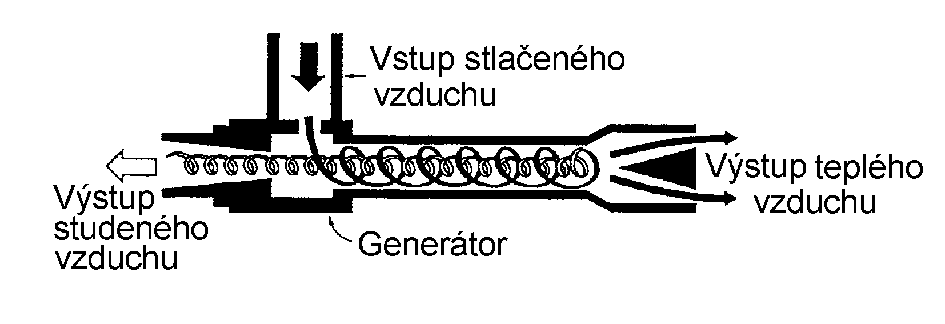 Vstup stlačeného
vzduchu
Výstup
studeného
vzduchu
Generátor
Výstup teplého
vzduchu